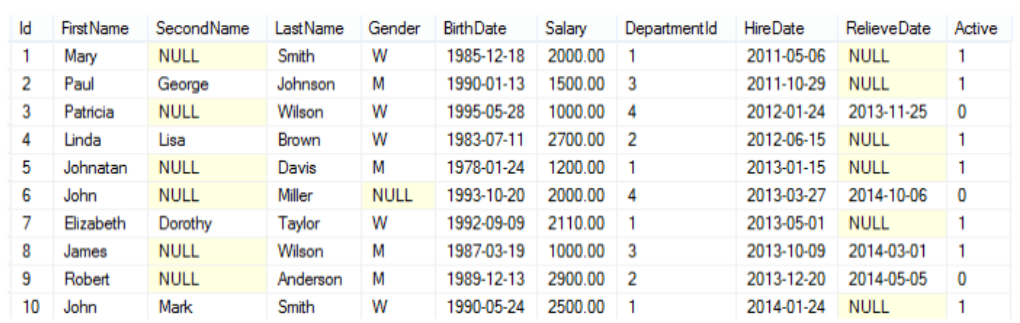 Id FirstName SecondName LastName Gender BirthDate Salary DepartmentId HireDate RelieveDate Active
1 Mary NULL Smith W 1985-12-18 2000.00 1 2011-05-06 NULL 1
2 Paul George Johnson M 1990-01-13 1500.00 3 2011-10-29 NULL 1
3 Patricia NULL Wilson W 1995-05-28 1000.00 4 2012-01-24 2013-11-25 0
4 Linda Lisa Brown W 1983-07-11 2700.00 2 2012-06-15 NULL 1
5 Johnatan NULL Davis M 1978-01-24 1200.00 1 2013-01-15 NULL 1
6 John NULL Miller NULL 1993-10-20 2000.00 4 2013-03-27 2014-10-06 0
7 Elizabeth Dorothy Taylor W 1992-09-09 2110.00 1 2013-05-01 NULL 1
8 James NULL Wilson M 1987-03-19 1000.00 3 2013-10-09 2014-03-01 1
9 Robert NULL Anderson M 1989-12-13 2900.00 2 2013-12-20 2014-05-05 0
10 John Mark Smith W 1990-05-24 2500.00 1 2014-01-24 NULL 1